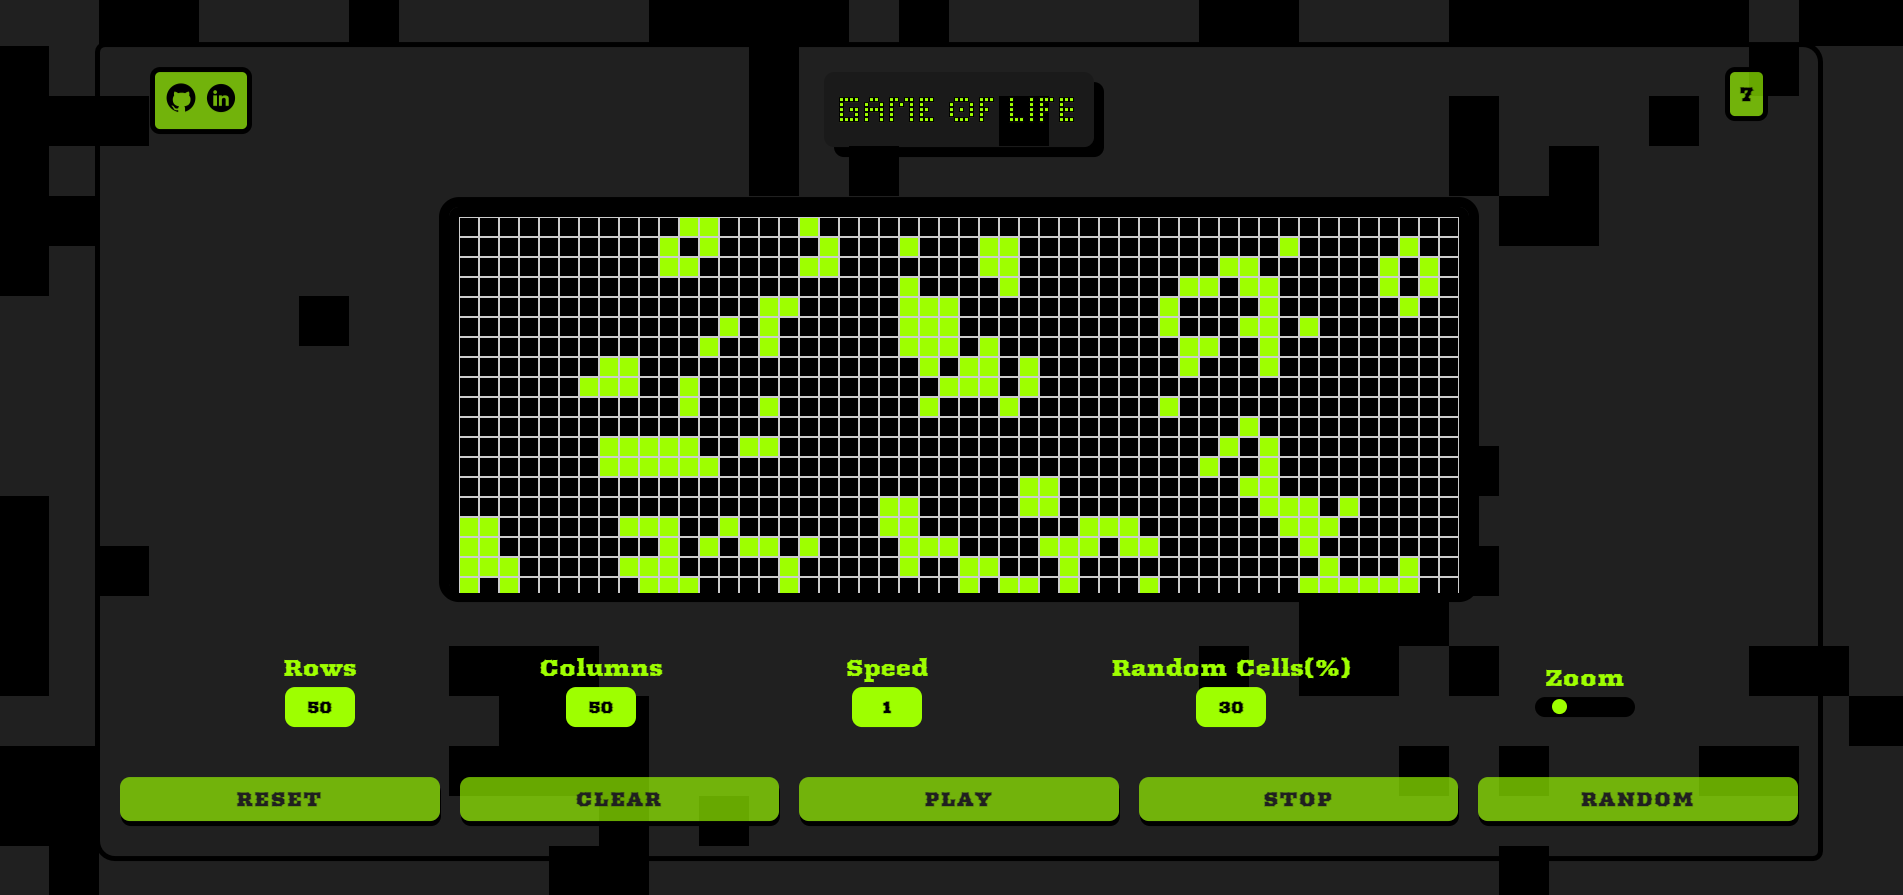 in
GAME OF LIFE
7
Rows
50
Columns
50
Speed
1
Random Cells(%)
30
Zoom
RESET
CLEAR
PLAY
STOP
RANDOM